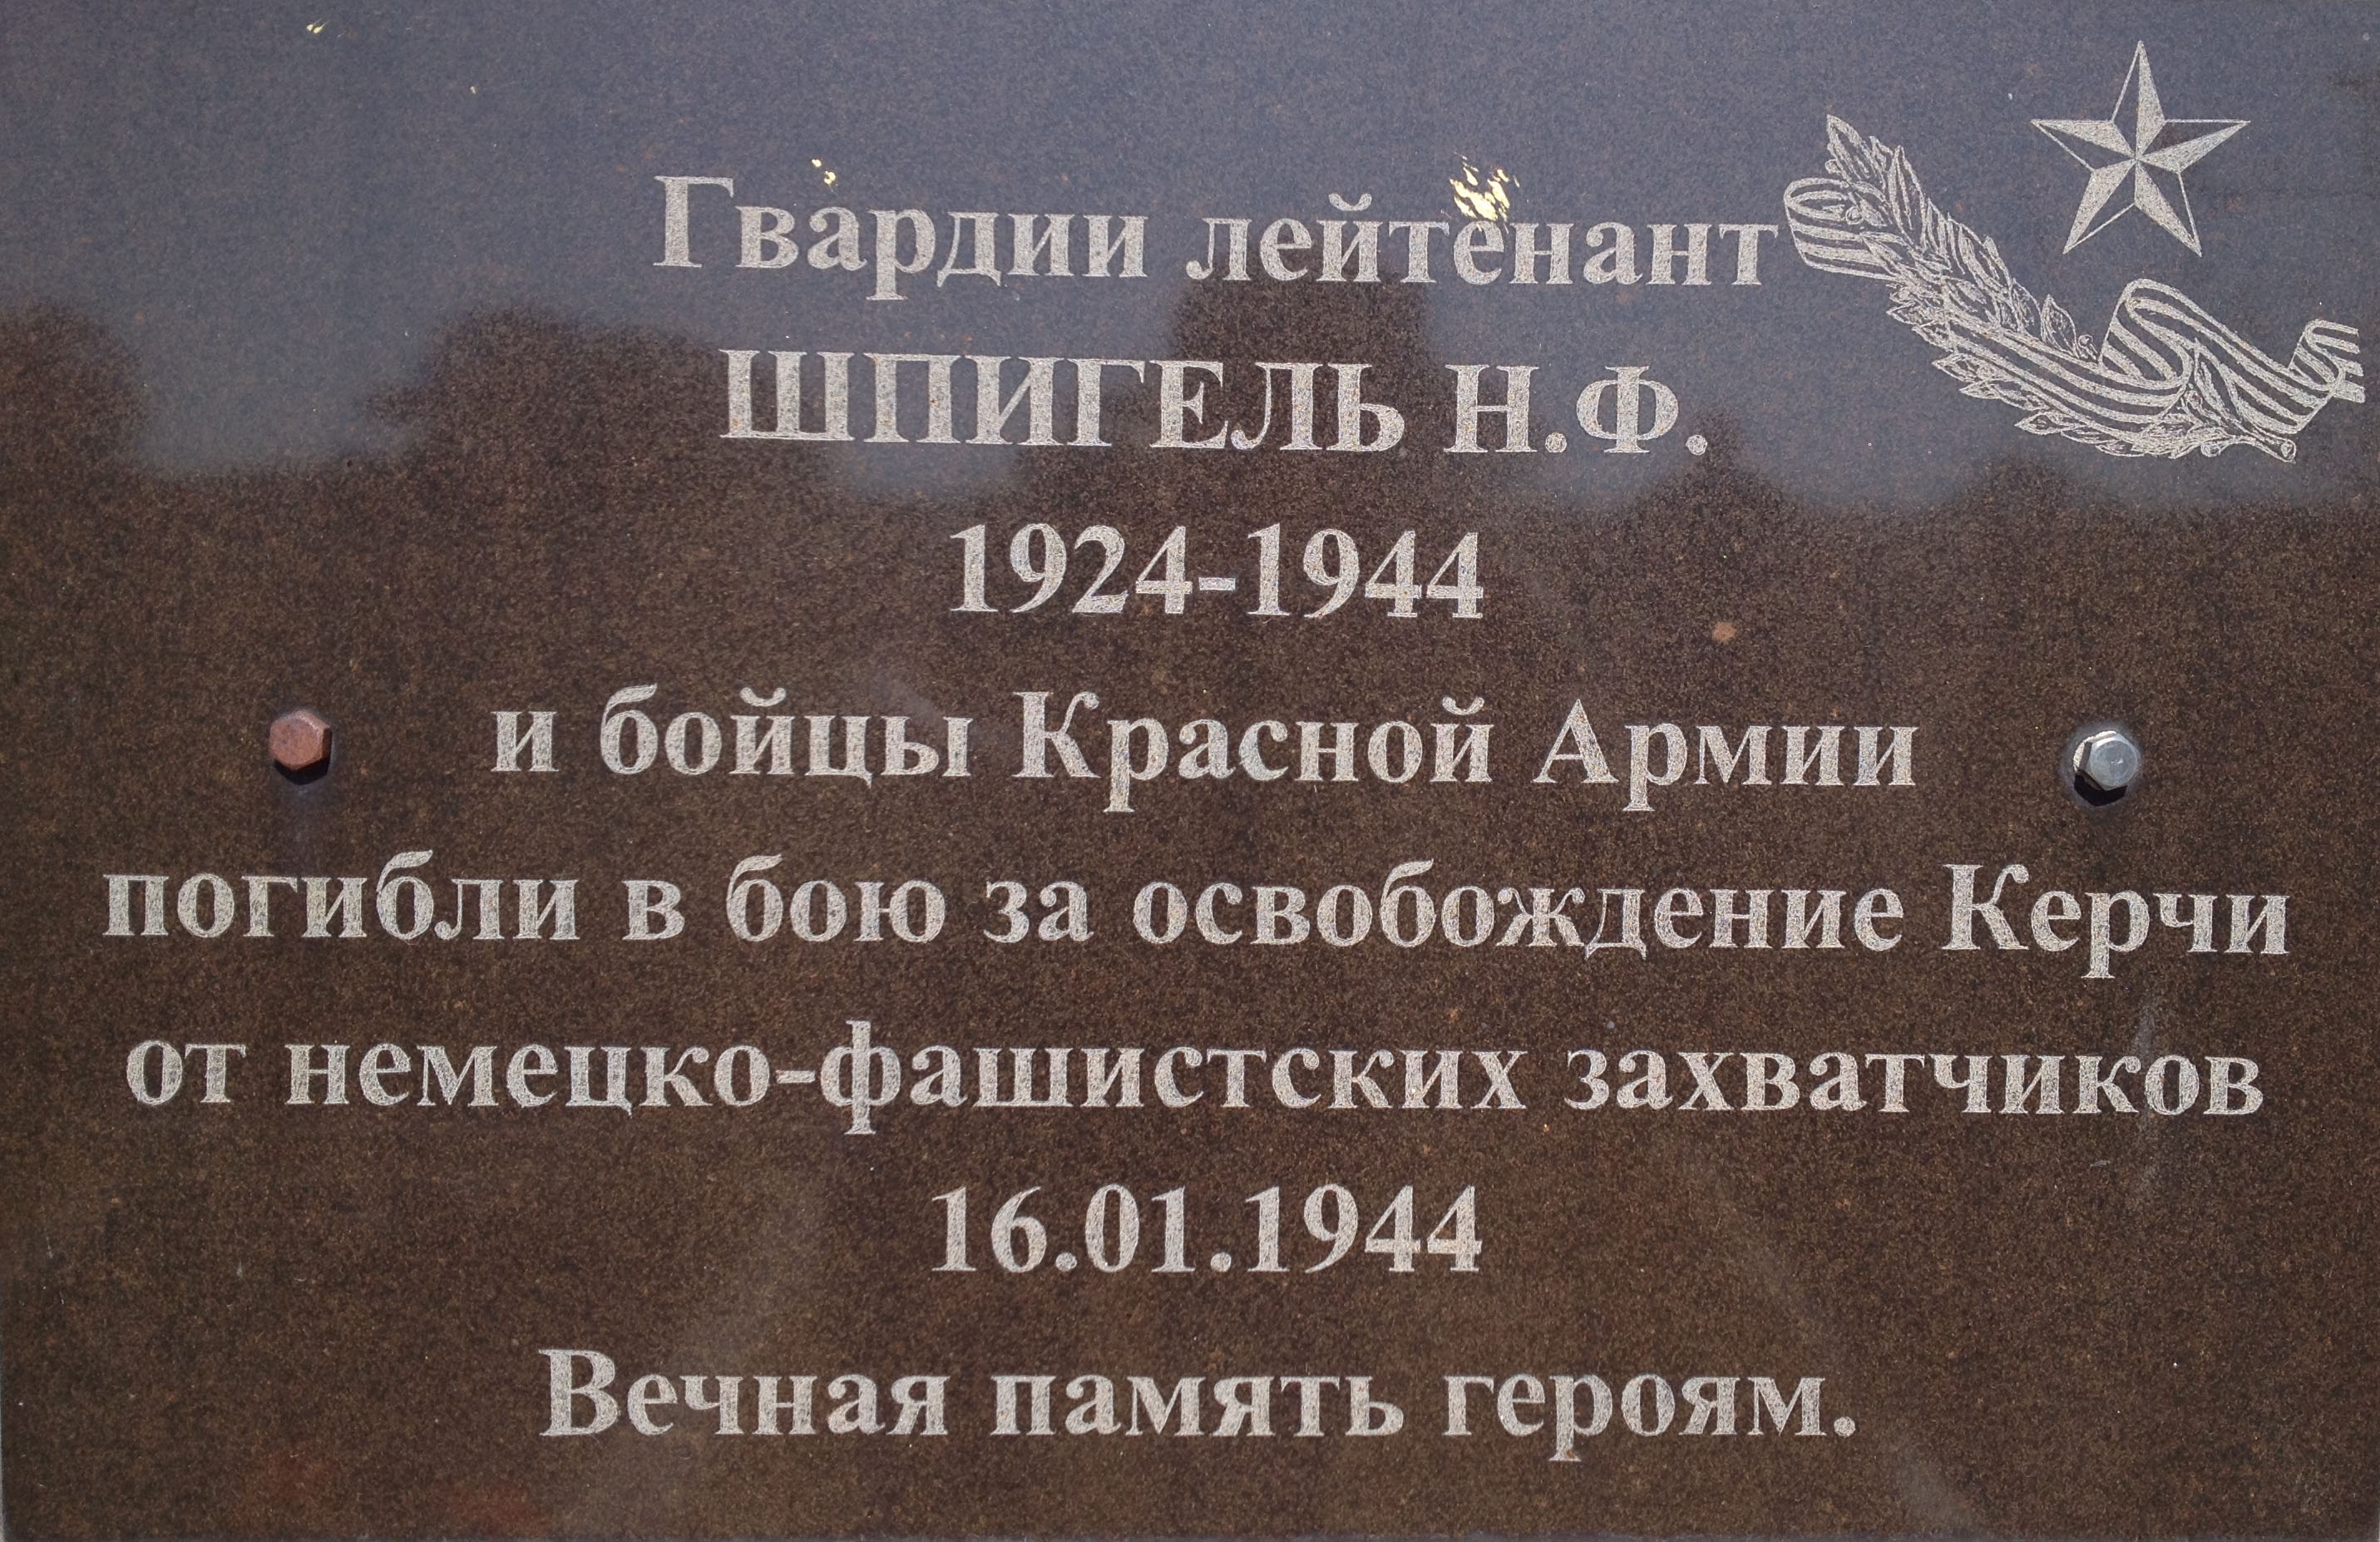 Гвардии лейтенант
ШПИГЕЛЬ Н.Ф.
1924-1944
и бойцы Красной Армии
погибли в бою за освобождение Керчи
от немецко-фашистских захватчиков
16.01.1944
Вечная память героям.